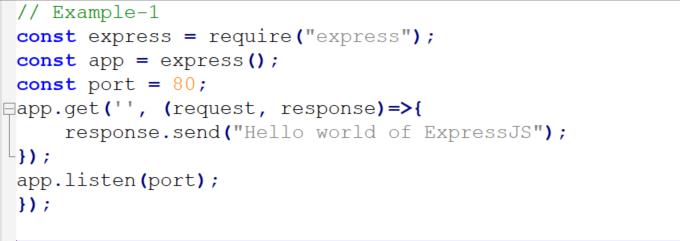 // Example-1
const express = require("express");
const app = express();
const port = 80;
app.get('', (request, response)=>{
    response.send("Hello world of ExpressJS");
});
app.listen(port);
});